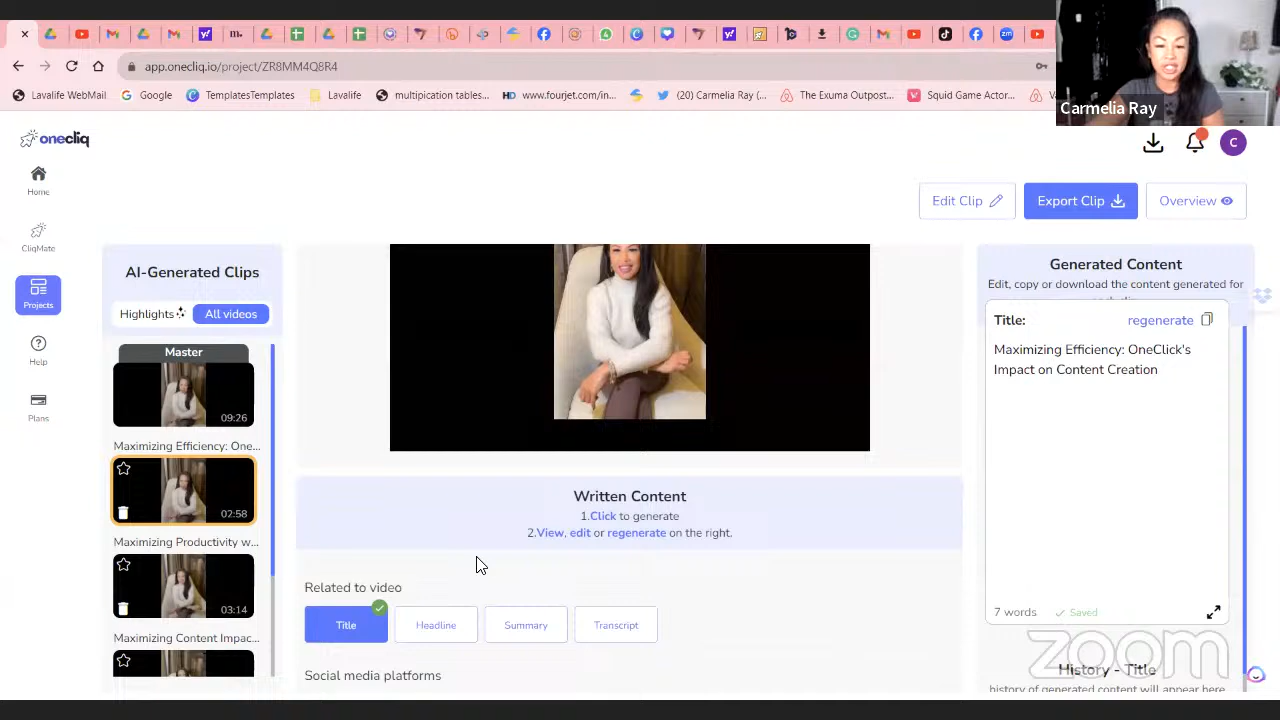 app.onecliq.io/project/ZR8MM4Q8R4
Lavalife WebMail
Google
TemplatesTemplates
Lavalife
multipication tables...
www.fourjet.com/in...
(20) Carmelia Ray (...
The Exuma Outpost...
Squid Game Actor...
Carmelia Ray
onecliq
C
Home
CliqMate
Projects
Help
Plans
Edit Clip
Export Clip
Overview
AI-Generated Clips
Highlights
All videos
Master
09:26
Maximizing Efficiency: One...
02:58
Maximizing Productivity w...
03:14
Maximizing Content Impac...
Written Content
1.Click to generate
2.View, edit or regenerate on the right.
Related to video
Title
Headline
Summary
Transcript
Social media platforms
Generated Content
Edit, copy or download the content generated for
Title:
regenerate
Maximizing Efficiency: OneClick's
Impact on Content Creation
7 words
Saved
History - Title
history of generated content will appear here
zoom